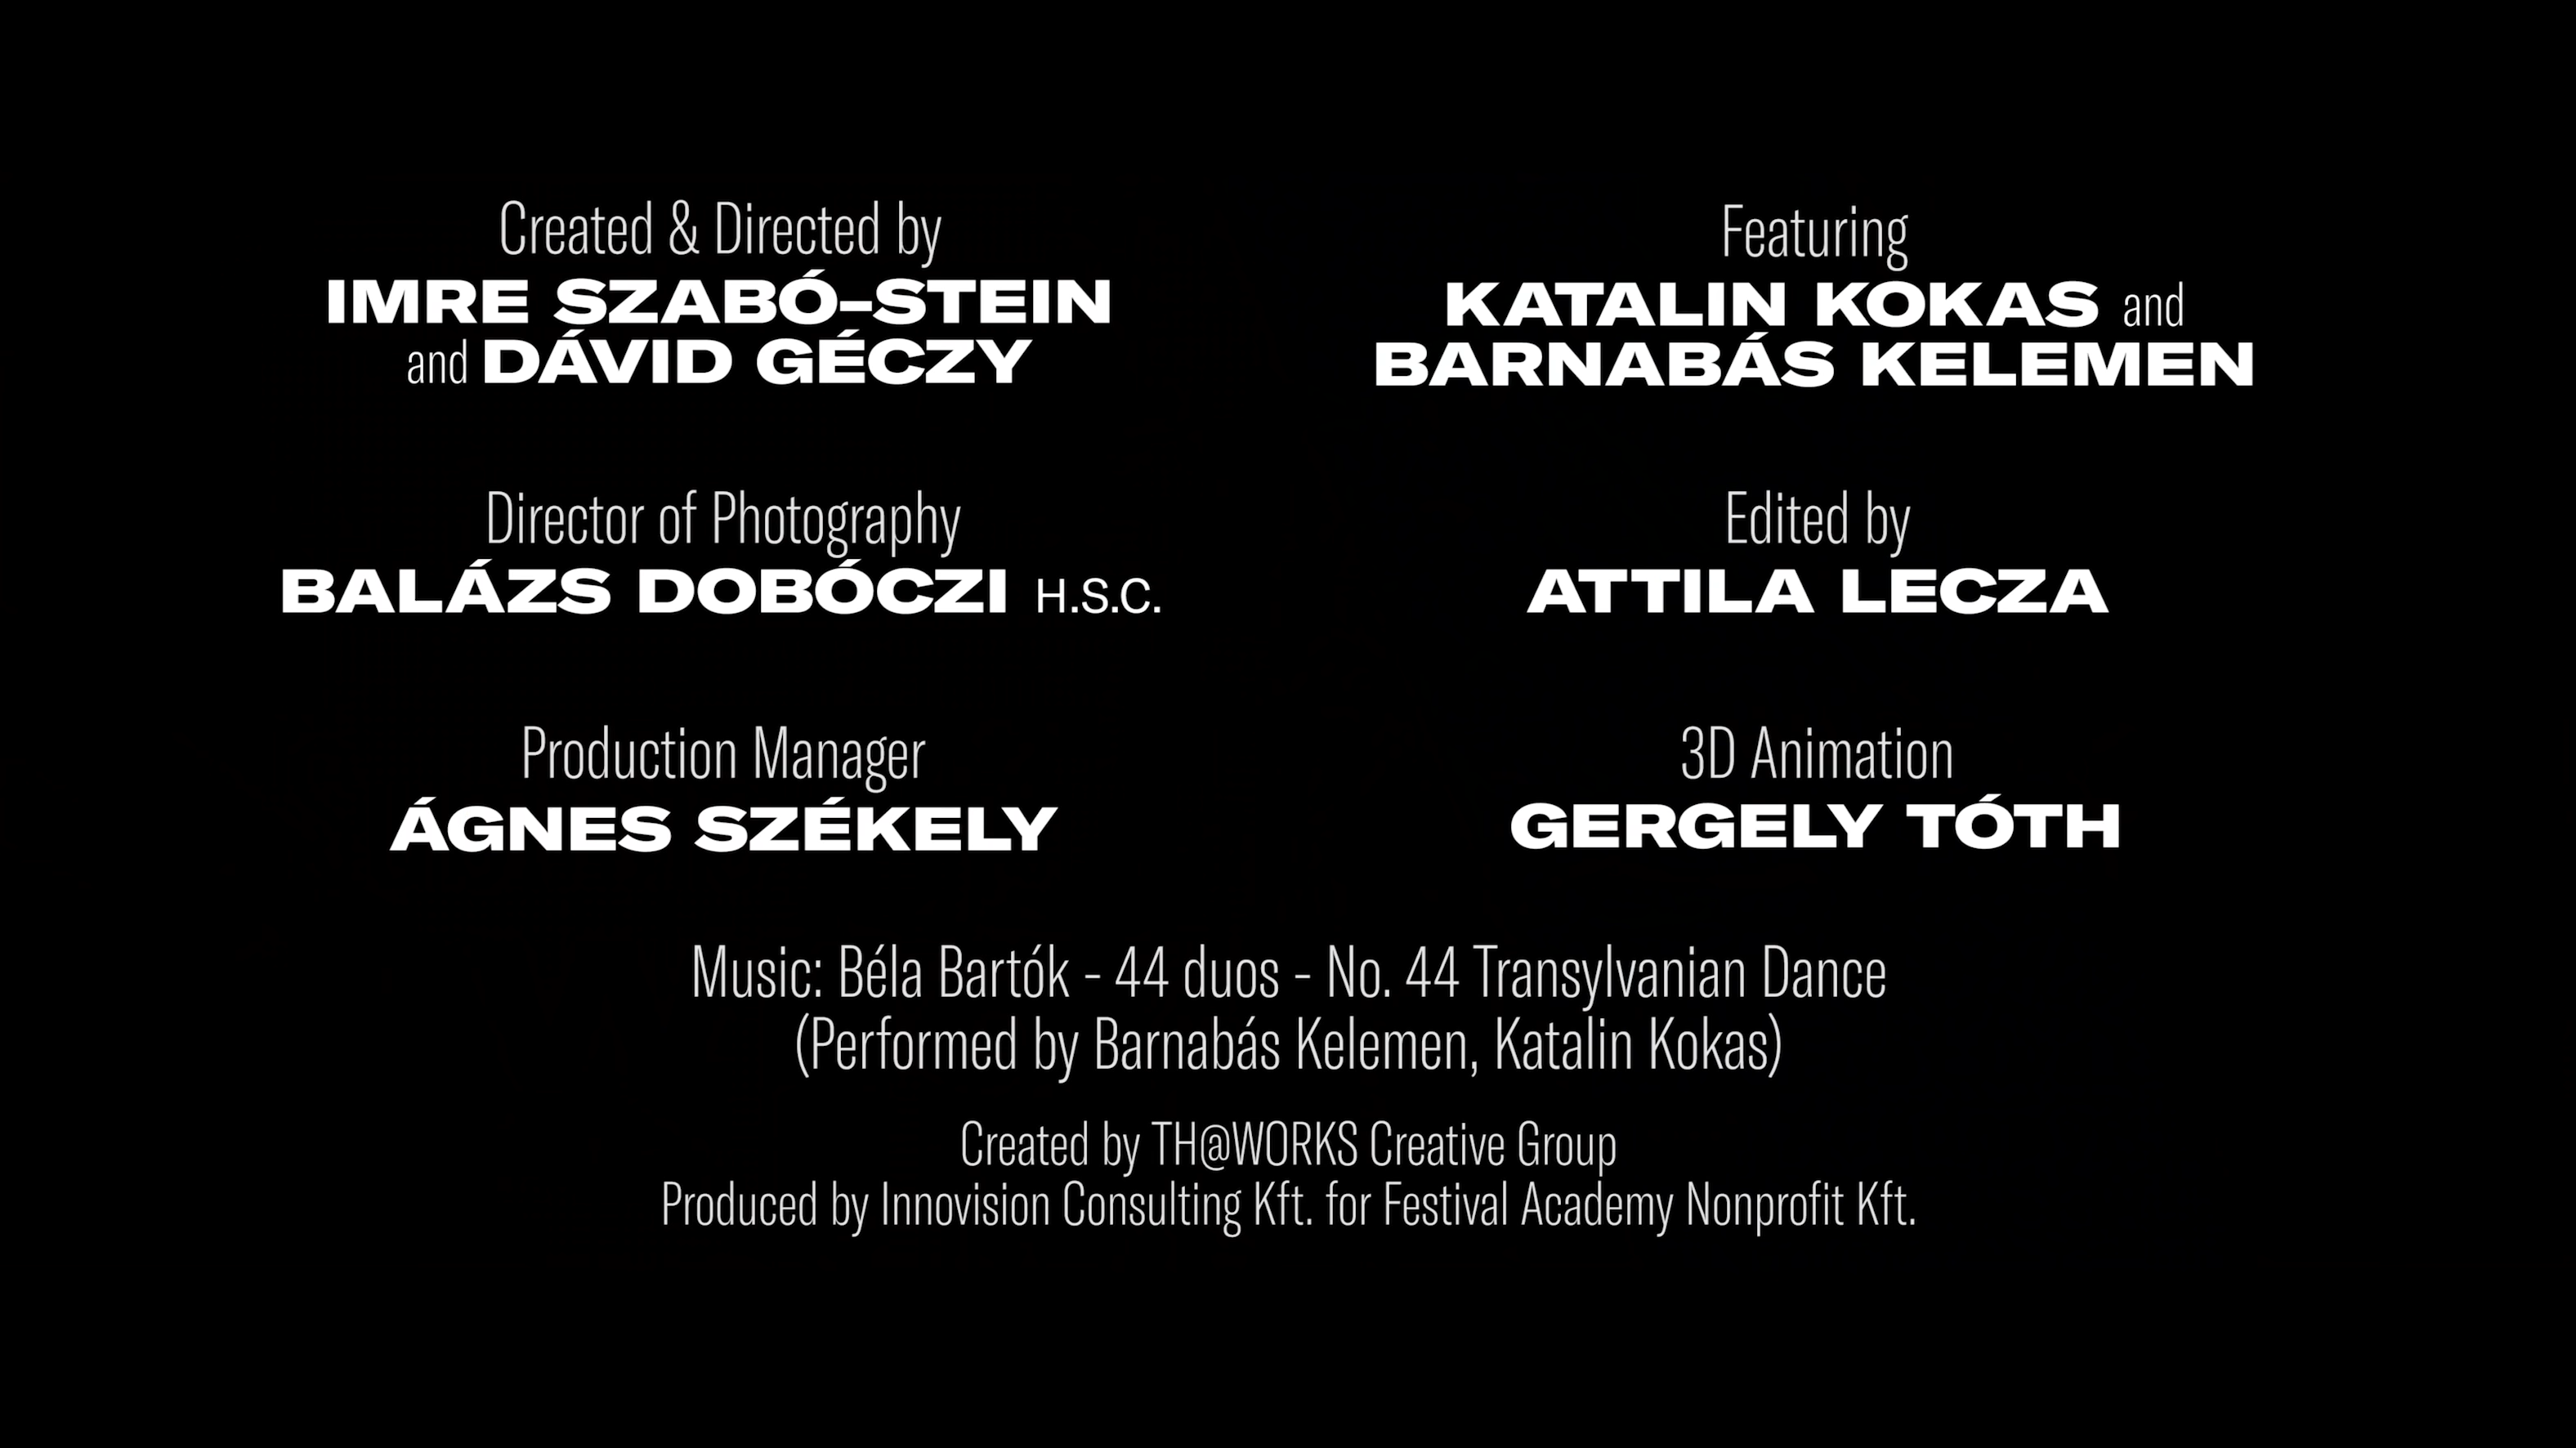 Created & Directed by
IMRE SZABÓ-STEIN
and DÁVID GÉCZY
Featuring
KATALIN KOKAS and
BARNABÁS KELEMEN
Director of Photography
BALÁZS DOBÓCZI H.S.C.
Edited by
ATTILA LECZA
Production Manager
ÁGNES SZÉKELY
3D Animation
GERGELY TÓTH
Music: Béla Bartók - 44 duos - No. 44 Transylvanian Dance
(Performed by Barnabás Kelemen, Katalin Kokas)
Created by TH@WORKS Creative Group
Produced by Innovision Consulting Kft. for Festival Academy Nonprofit Kft.